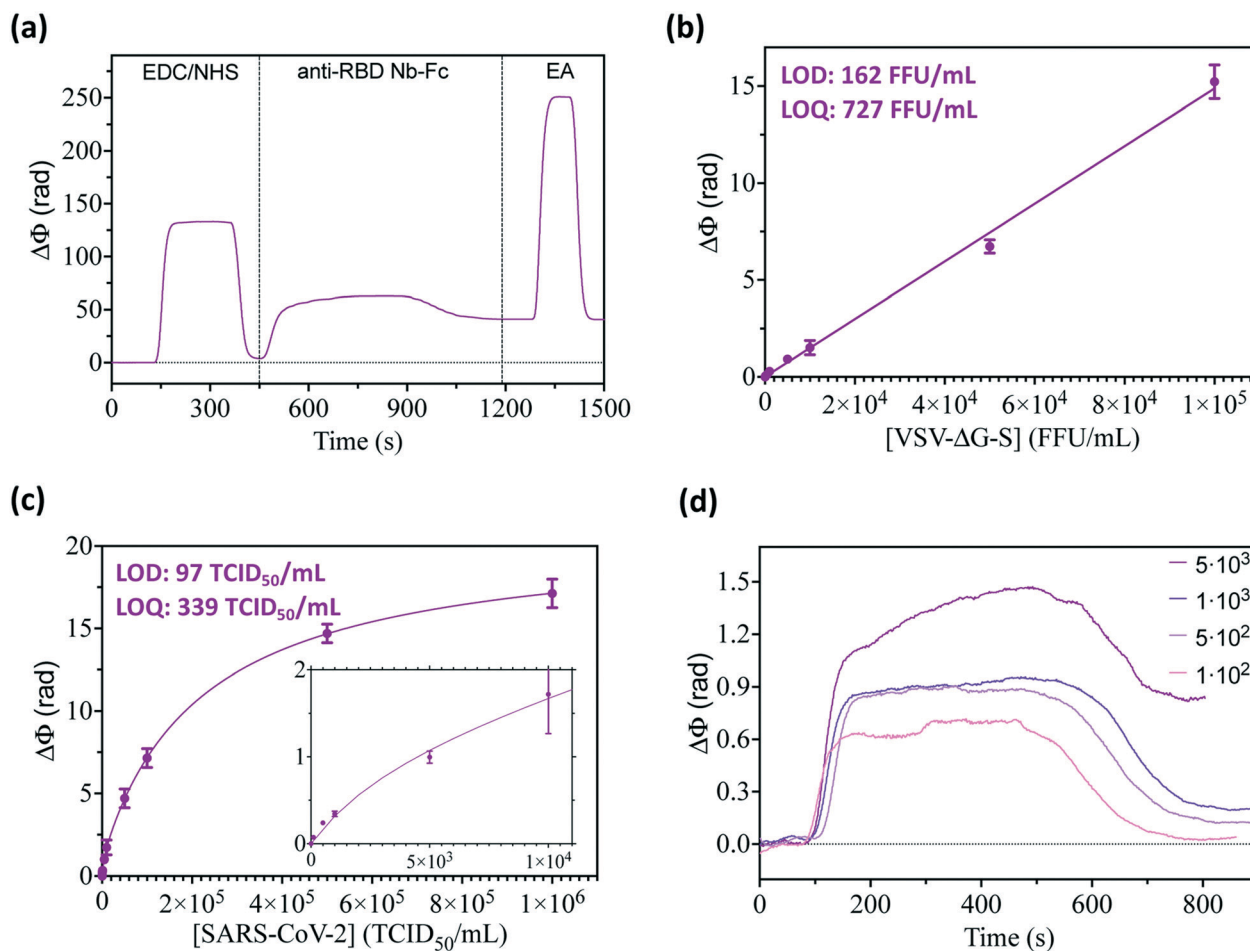 (a)
EDC/NHS
anti-RBD Nb-Fc
EA
250
200
150
100
50
0
ΔΦ (rad)
0
300
600
900
1200
1500
Time (s)
(b)
LOD: 162 FFU/mL
LOQ: 727 FFU/mL
15
10
5
0
ΔΦ (rad)
0
2×10⁴
4×10⁴
6×10⁴
8×10⁴
1×10⁵
[VSV-ΔG-S] (FFU/mL)
(c)
LOD: 97 TCID₅₀/mL
LOQ: 339 TCID₅₀/mL
20
15
10
5
0
ΔΦ (rad)
2
1
0
0
5×10³
1×10⁴
0
2×10⁵
4×10⁵
6×10⁵
8×10⁵
1×10⁶
[SARS-CoV-2] (TCID₅₀/mL)
(d)
5·10³
1·10³
5·10²
1·10²
1.5
1.2
0.9
0.6
0.3
0.0
ΔΦ (rad)
0
200
400
600
800
Time (s)